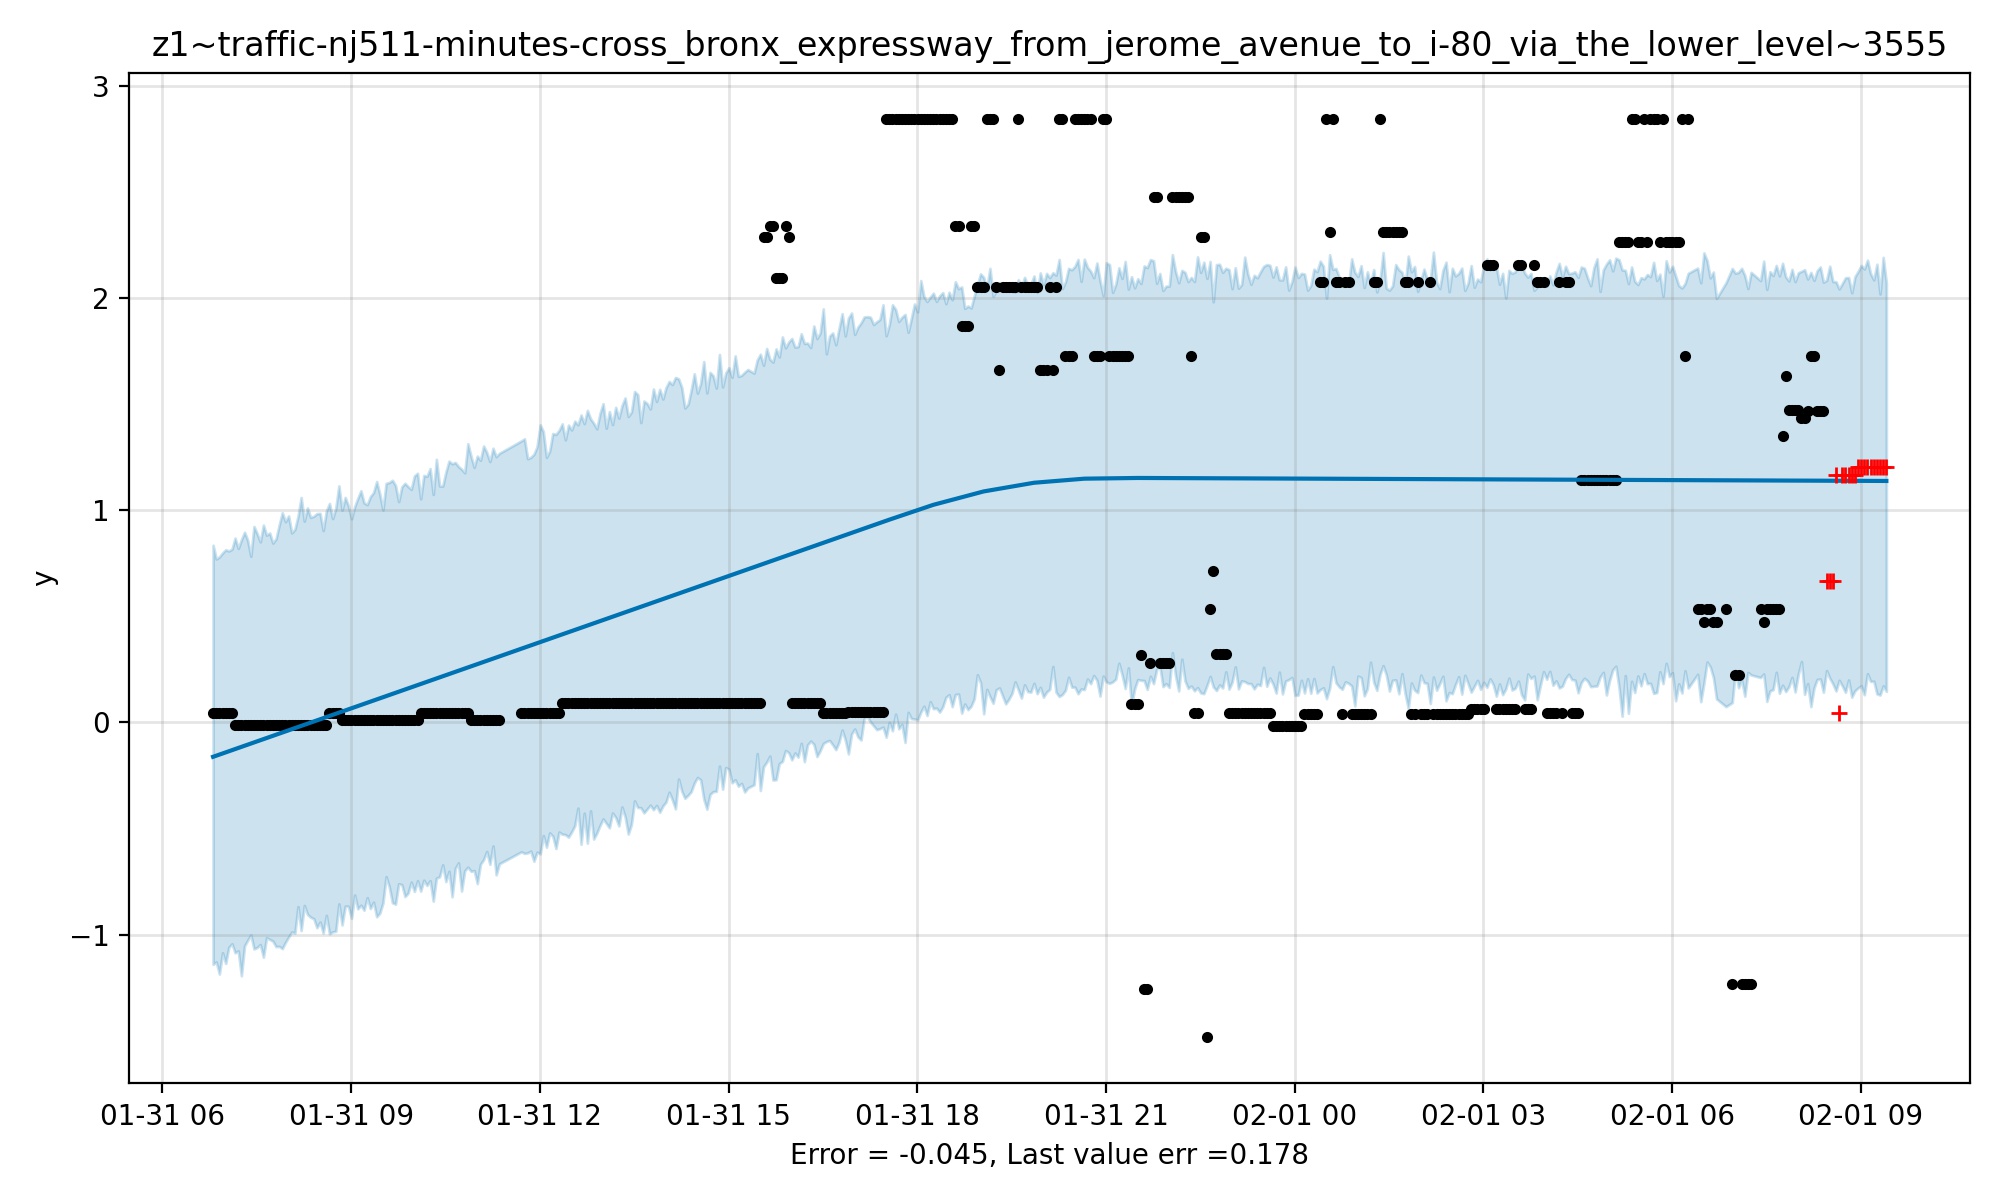 z1~traffic-nj511-minutes-cross_bronx_expressway_from_jerome_avenue_to_i-80_via_the_lower_level~3555
3
2
1
0
−1
y
01-31 06 01-31 09 01-31 12 01-31 15 01-31 18 01-31 21 02-01 00 02-01 03 02-01 06 02-01 09
Error = -0.045, Last value err =0.178